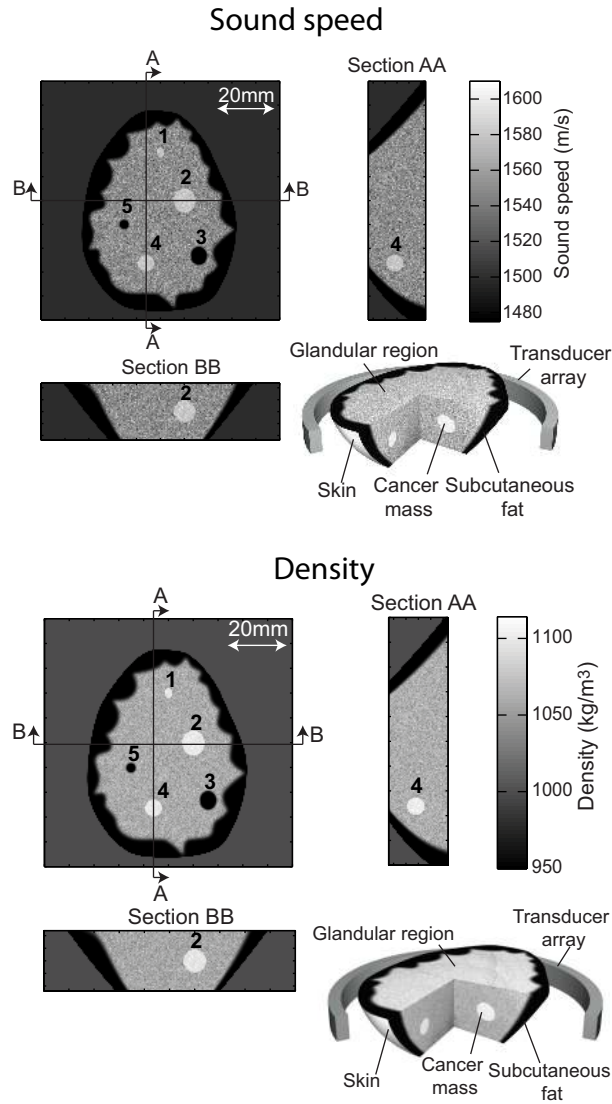 Sound speed
A
Section AA
20mm
1
2
B
B
5
4
3
4
A
1600
1580
1560
1540
1520
1500
1480
Sound speed (m/s)
Section BB
2
Glandular region
Transducer
array
Skin
Cancer
mass
Subcutaneous
fat
Density
A
Section AA
20mm
1
2
B
B
5
4
3
4
A
1100
1050
1000
950
Density (kg/m³)
Section BB
2
Glandular region
Transducer
array
Skin
Cancer
mass
Subcutaneous
fat